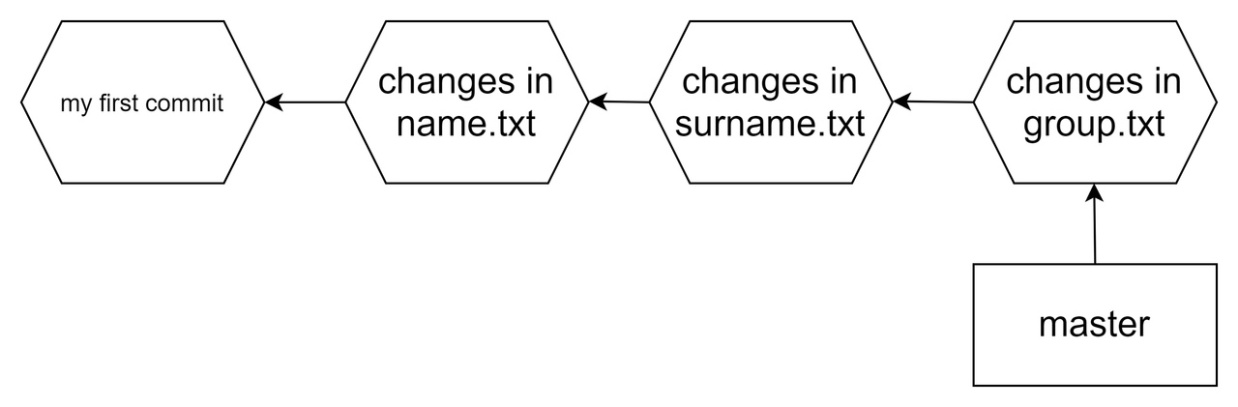 my first commit
changes in
name.txt
changes in
surname.txt
changes in
group.txt
master